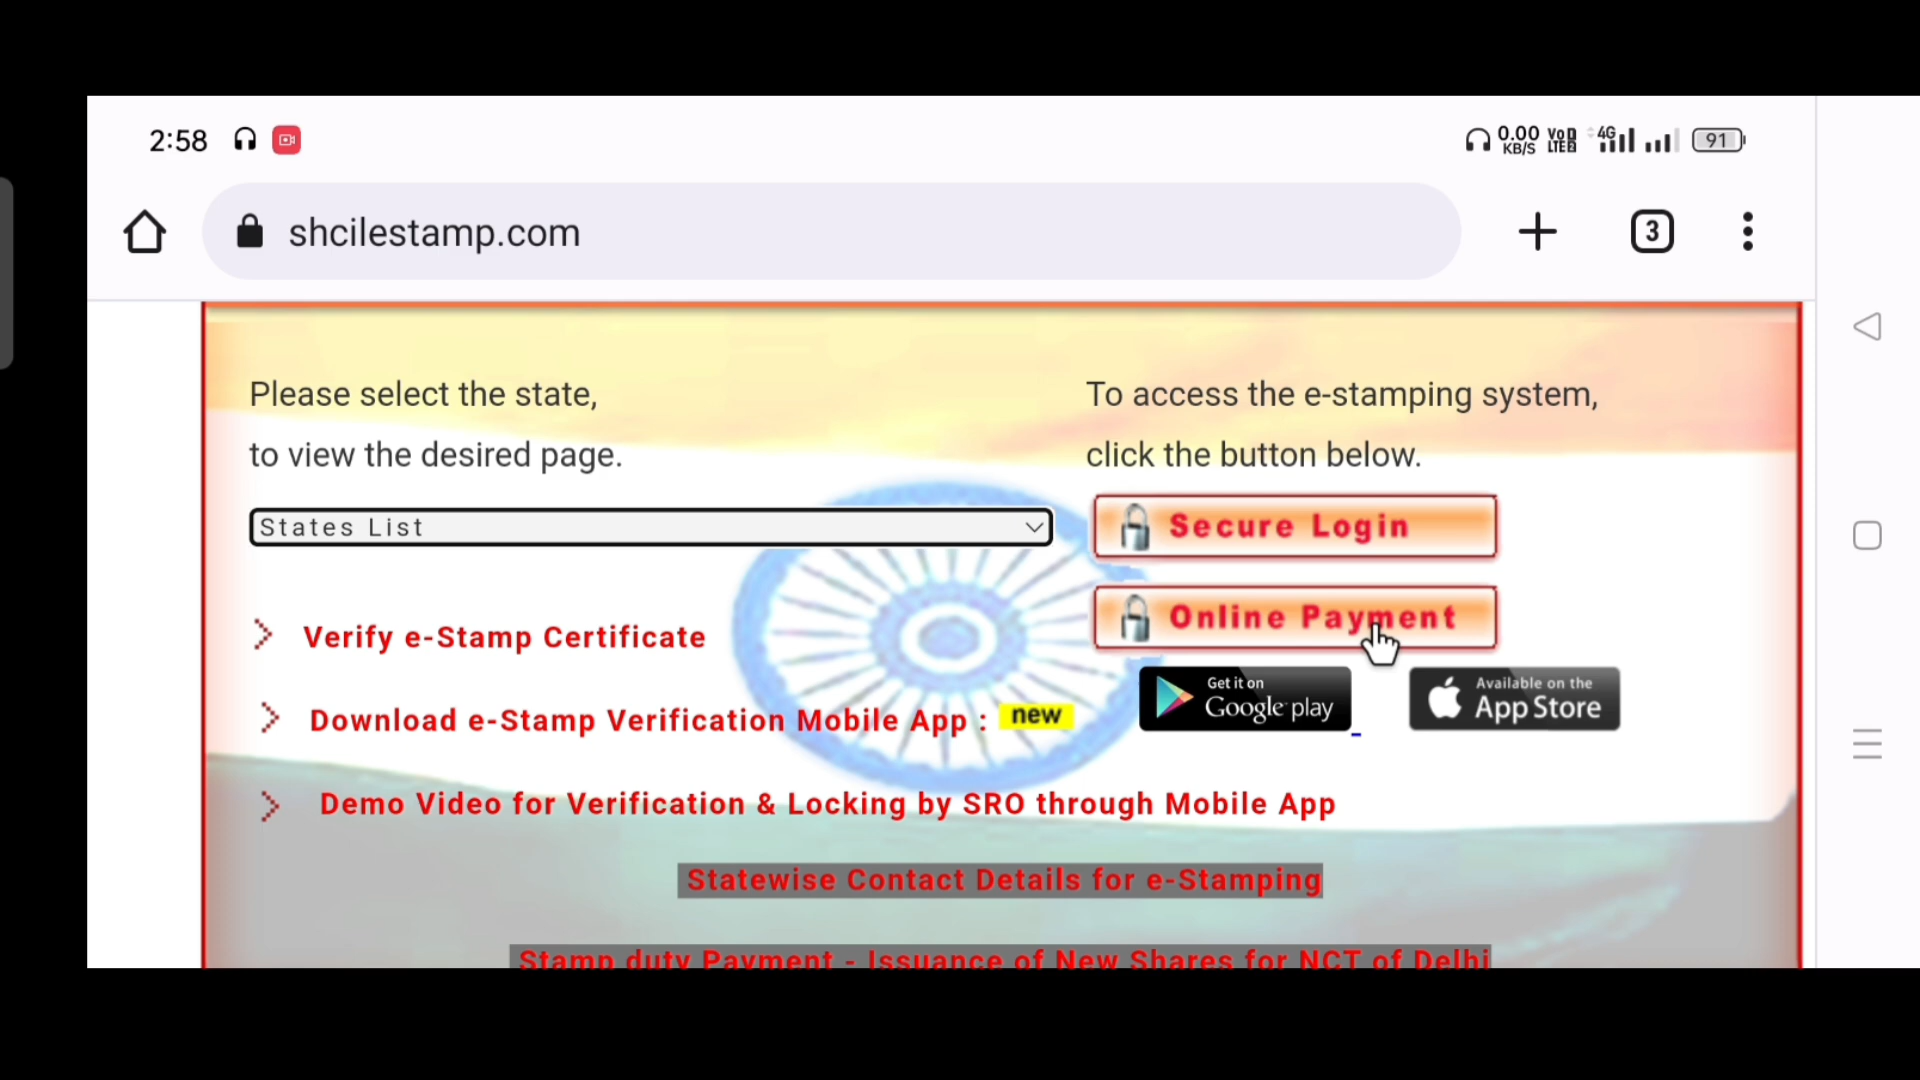 2:58
0.00
KB/S
Vo
LTE 2
4G
91
shcilestamp.com
3
Please select the state,
to view the desired page.
To access the e-stamping system,
click the button below.
States List
Secure Login
Online Payment
Verify e-Stamp Certificate
Get it on
Google play
Available on the
App Store
Download e-Stamp Verification Mobile App : new
Demo Video for Verification & Locking by SRO through Mobile App
Statewise Contact Details for e-Stamping
Stamp duty Payment - Issuance of New Shares for NCT of Delhi